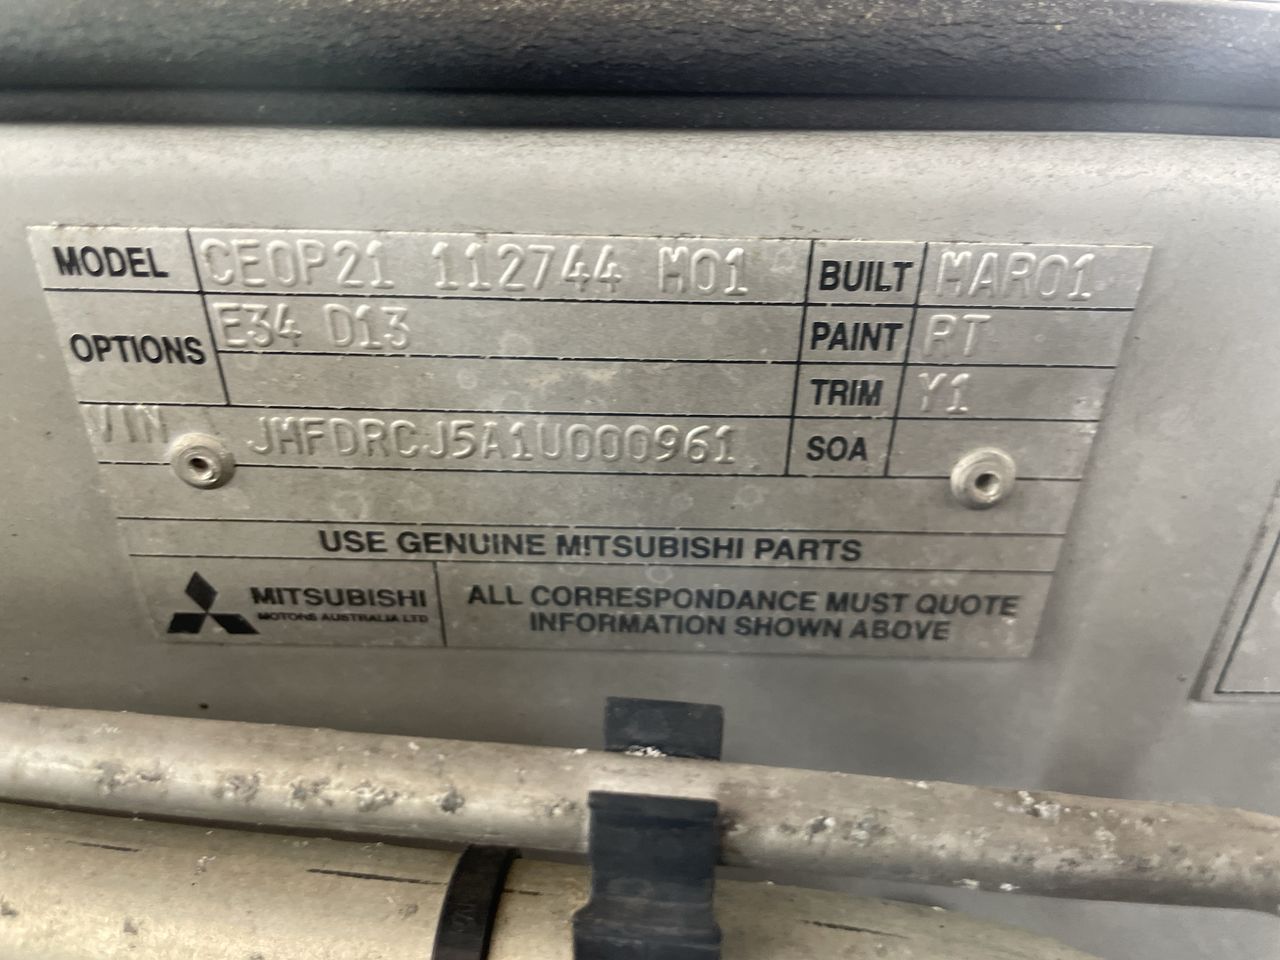 MODEL CE0P21 112744 M01 BUILT MAR01
OPTIONS E34 D13 PAINT PT
TRIM Y1
VIN JMFDRCJ5A1U000961 SOA
USE GENUINE MITSUBISHI PARTS
MITSUBISHI
MOTORS AUSTRALIA LTD
ALL CORRESPONDANCE MUST QUOTE
INFORMATION SHOWN ABOVE